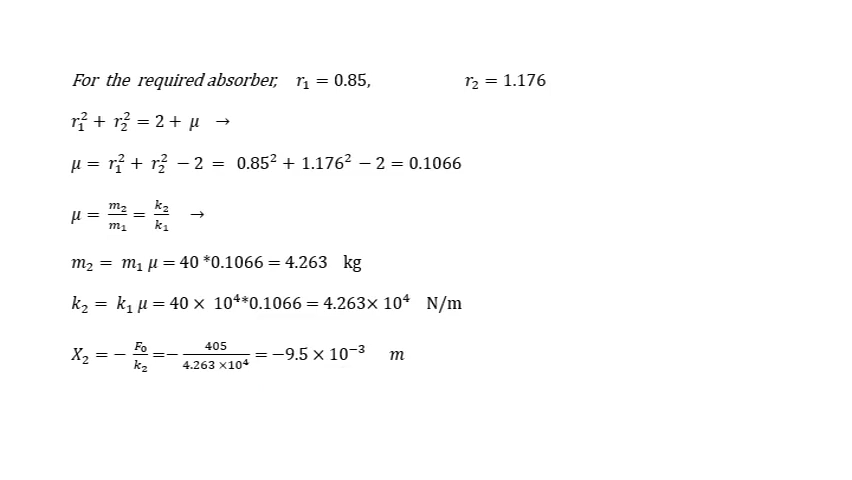 For the required absorber, r₁ = 0.85, r₂ = 1.176
r₁² + r₂² = 2 + μ →
μ = r₁² + r₂² − 2 = 0.85² + 1.176² − 2 = 0.1066
μ = m₂/m₁ = k₂/k₁ →
m₂ = m₁ μ = 40 *0.1066 = 4.263 kg
k₂ = k₁ μ = 40 × 10⁴*0.1066 = 4.263× 10⁴ N/m
X₂ = − F₀/k₂ =− 405/4.263 ×10⁴ = −9.5 × 10⁻³ m